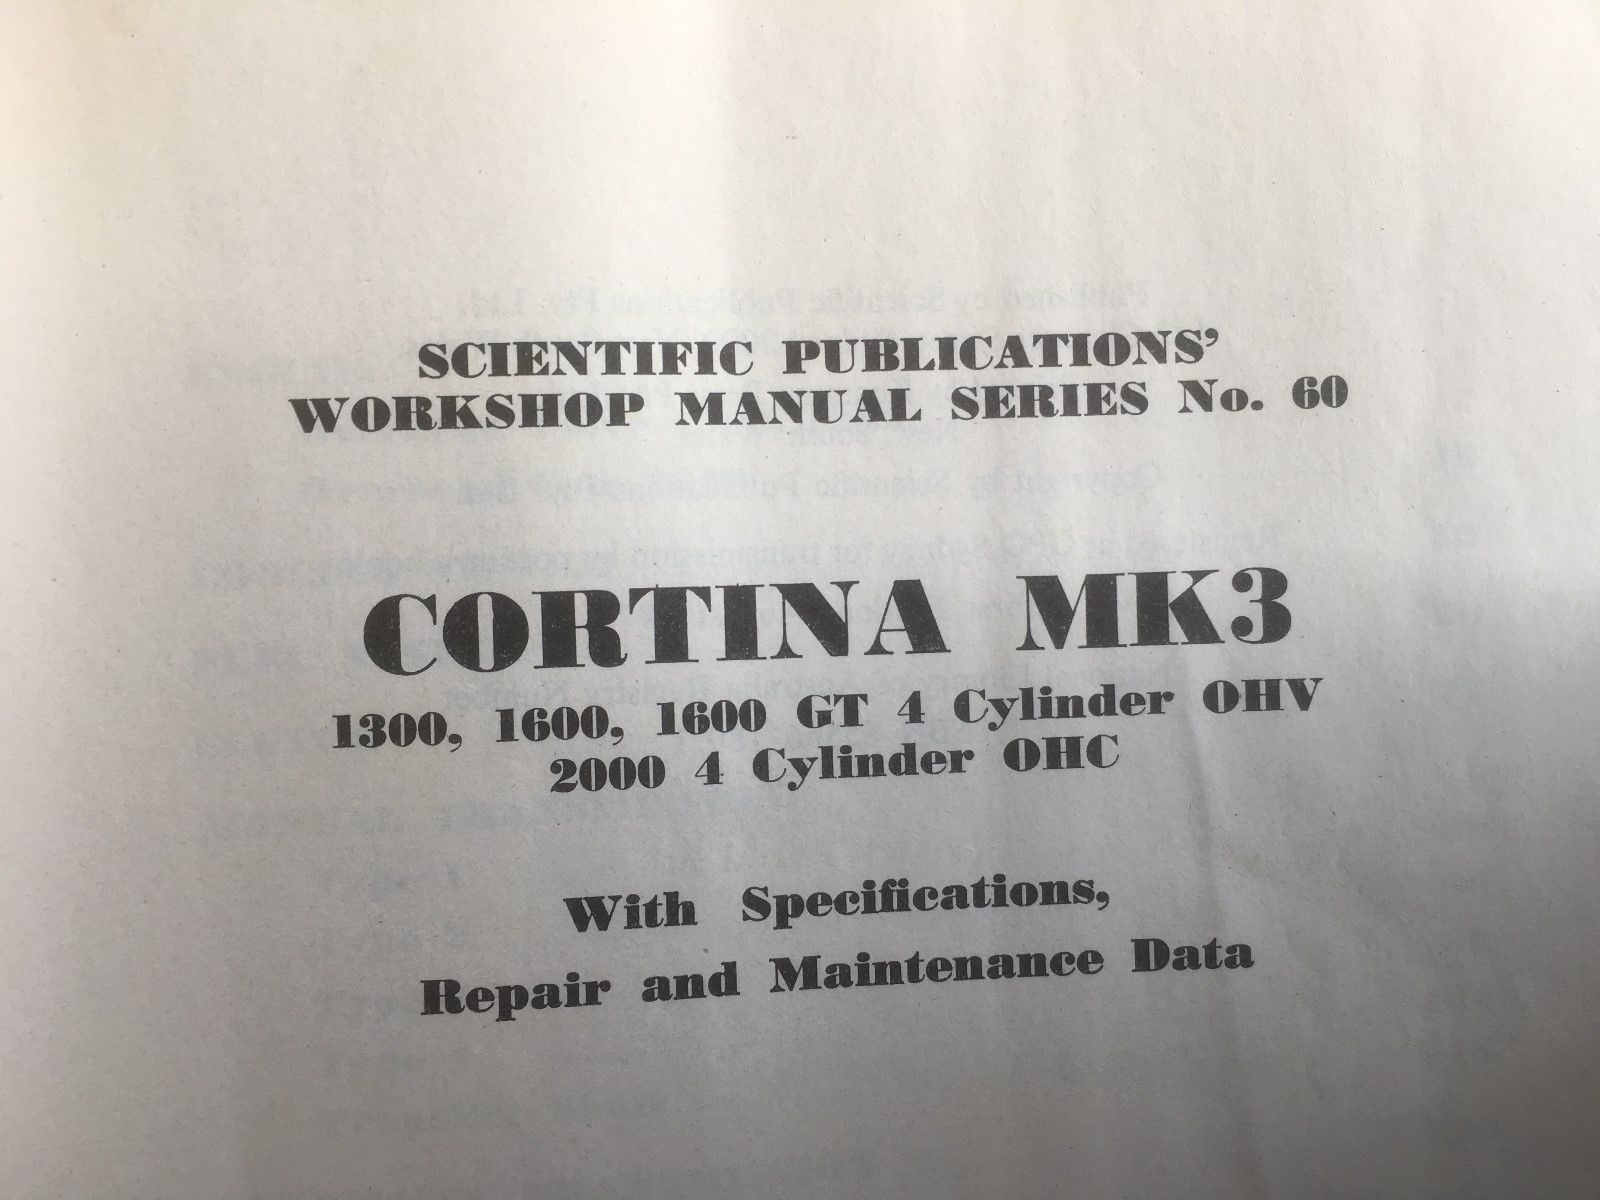 SCIENTIFIC PUBLICATIONS'
WORKSHOP MANUAL SERIES No. 60
CORTINA MK3
1300, 1600, 1600 GT 4 Cylinder OHV
2000 4 Cylinder OHC
With Specifications,
Repair and Maintenance Data